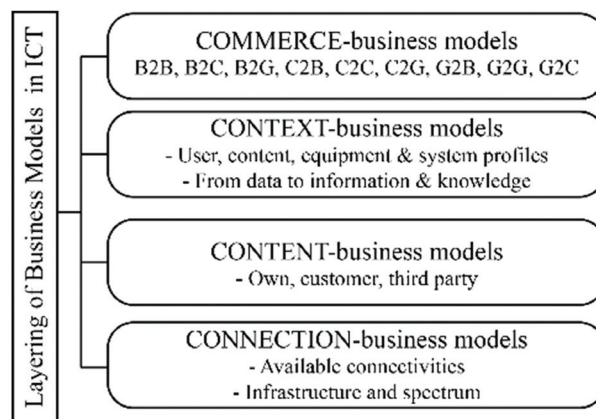 Layering of Business Models in ICT
COMMERCE-business models
B2B, B2C, B2G, C2B, C2C, C2G, G2B, G2G, G2C
CONTEXT-business models
- User, content, equipment & system profiles
- From data to information & knowledge
CONTENT-business models
- Own, customer, third party
CONNECTION-business models
- Available connectivities
- Infrastructure and spectrum